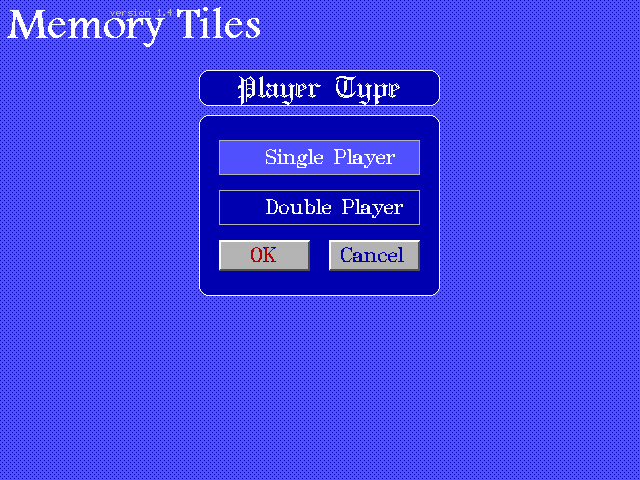 version 1.4
Memory Tiles
Player Type
Single Player
Double Player
OK
Cancel